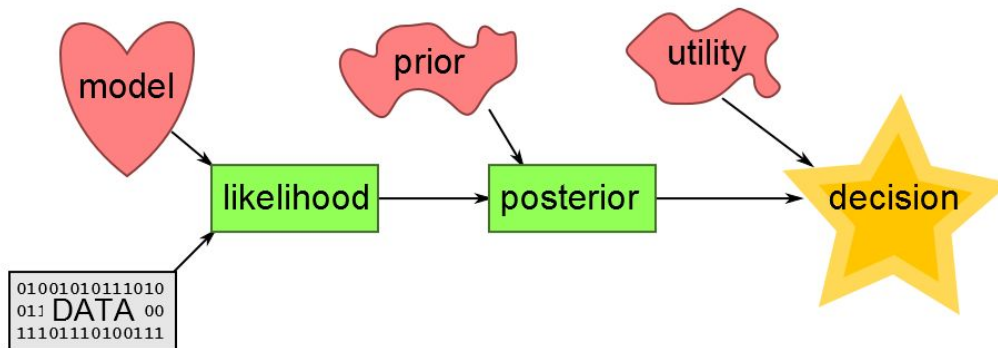 model
prior
utility
likelihood
posterior
decision
01001010111010
011 DATA 00
11101110100111